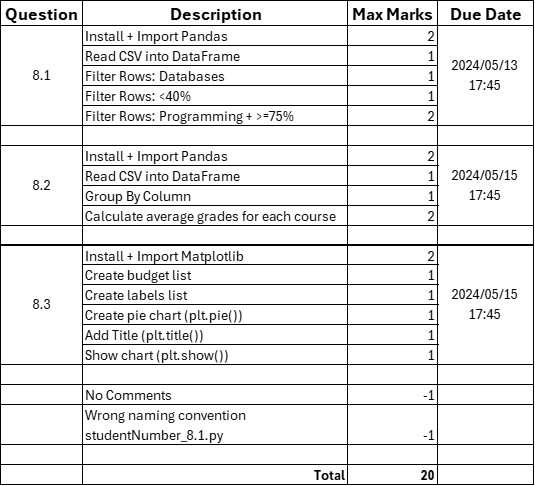 Question Description Max Marks Due Date
Install + Import Pandas 2
Read CSV into DataFrame 1
8.1 Filter Rows: Databases 1 2024/05/13 17:45
Filter Rows: <40% 1
Filter Rows: Programming + >=75% 2
Install + Import Pandas 2
Read CSV into DataFrame 1
8.2 Group By Column 1 2024/05/15 17:45
Calculate average grades for each course 2
Install + Import Matplotlib 2
Create budget list 1
Create labels list 1
8.3 Create pie chart (plt.pie()) 1 2024/05/15 17:45
Add Title (plt.title()) 1
Show chart (plt.show()) 1
No Comments -1
Wrong naming convention
studentNumber_8.1.py -1
Total 20